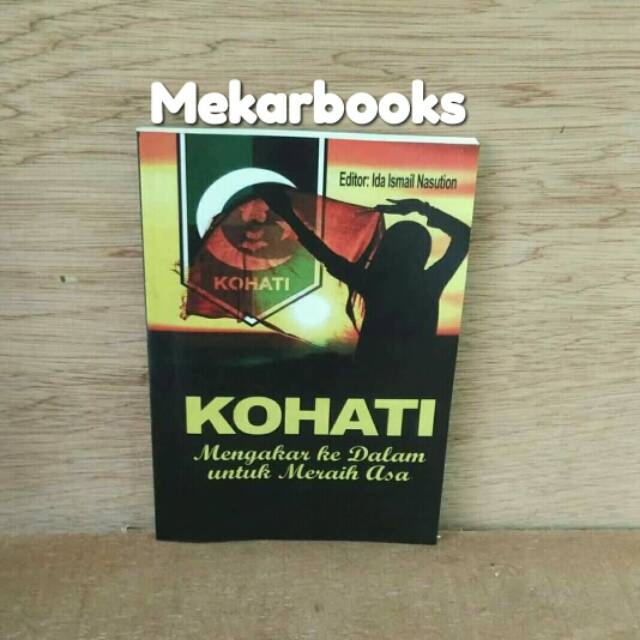 Mekarbooks
Editor: Ida Ismail Nasution
KOHATI
KOHATI
Mengakar ke Dalam
untuk Meraih Asa